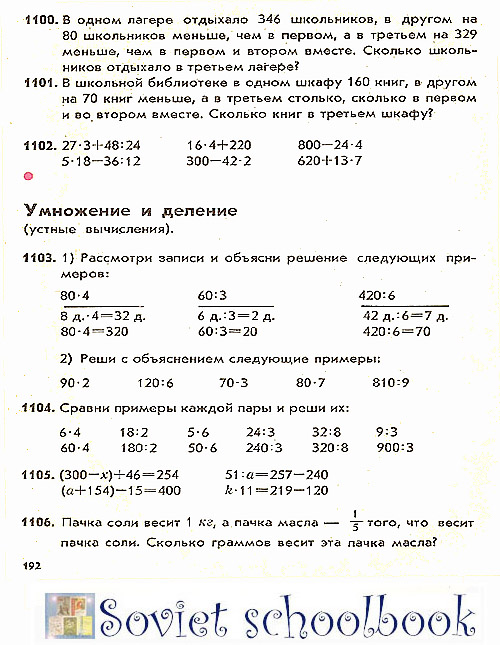 1100. В одном лагере отдыхало 346 школьников, в другом на
80 школьников меньше, чем в первом, а в третьем на 329
меньше, чем в первом и втором вместе. Сколько школь-
ников отдыхало в третьем лагере?
1101. В школьной библиотеке в одном шкафу 160 книг, в другом
на 70 книг меньше, а в третьем столько, сколько в первом
и во втором вместе. Сколько книг в третьем шкафу?
1102. 27·3+48:24 16·4+220 800−24·4
5·18−36:12 300−42·2 620+13·7
Умножение и деление
(устные вычисления).
1103. 1) Рассмотри записи и объясни решение следующих при-
меров:
80·4 60:3 420:6
8 д.·4=32 д. 6 д.:3=2 д. 42 д.:6=7 д.
80·4=320 60:3=20 420:6=70
2) Реши с объяснением следующие примеры:
90·2 120:6 70·3 80·7 810:9
1104. Сравни примеры каждой пары и реши их:
6·4 18:2 5·6 24:3 32:8 9:3
60·4 180:2 50·6 240:3 320:8 900:3
1105. (300−x)+46=254 51:a=257−240
(a+154)−15=400 k·11=219−120
1106. Пачка соли весит 1 кг, а пачка масла — 1/5 того, что весит
пачка соли. Сколько граммов весит эта пачка масла?
192
Soviet schoolbook